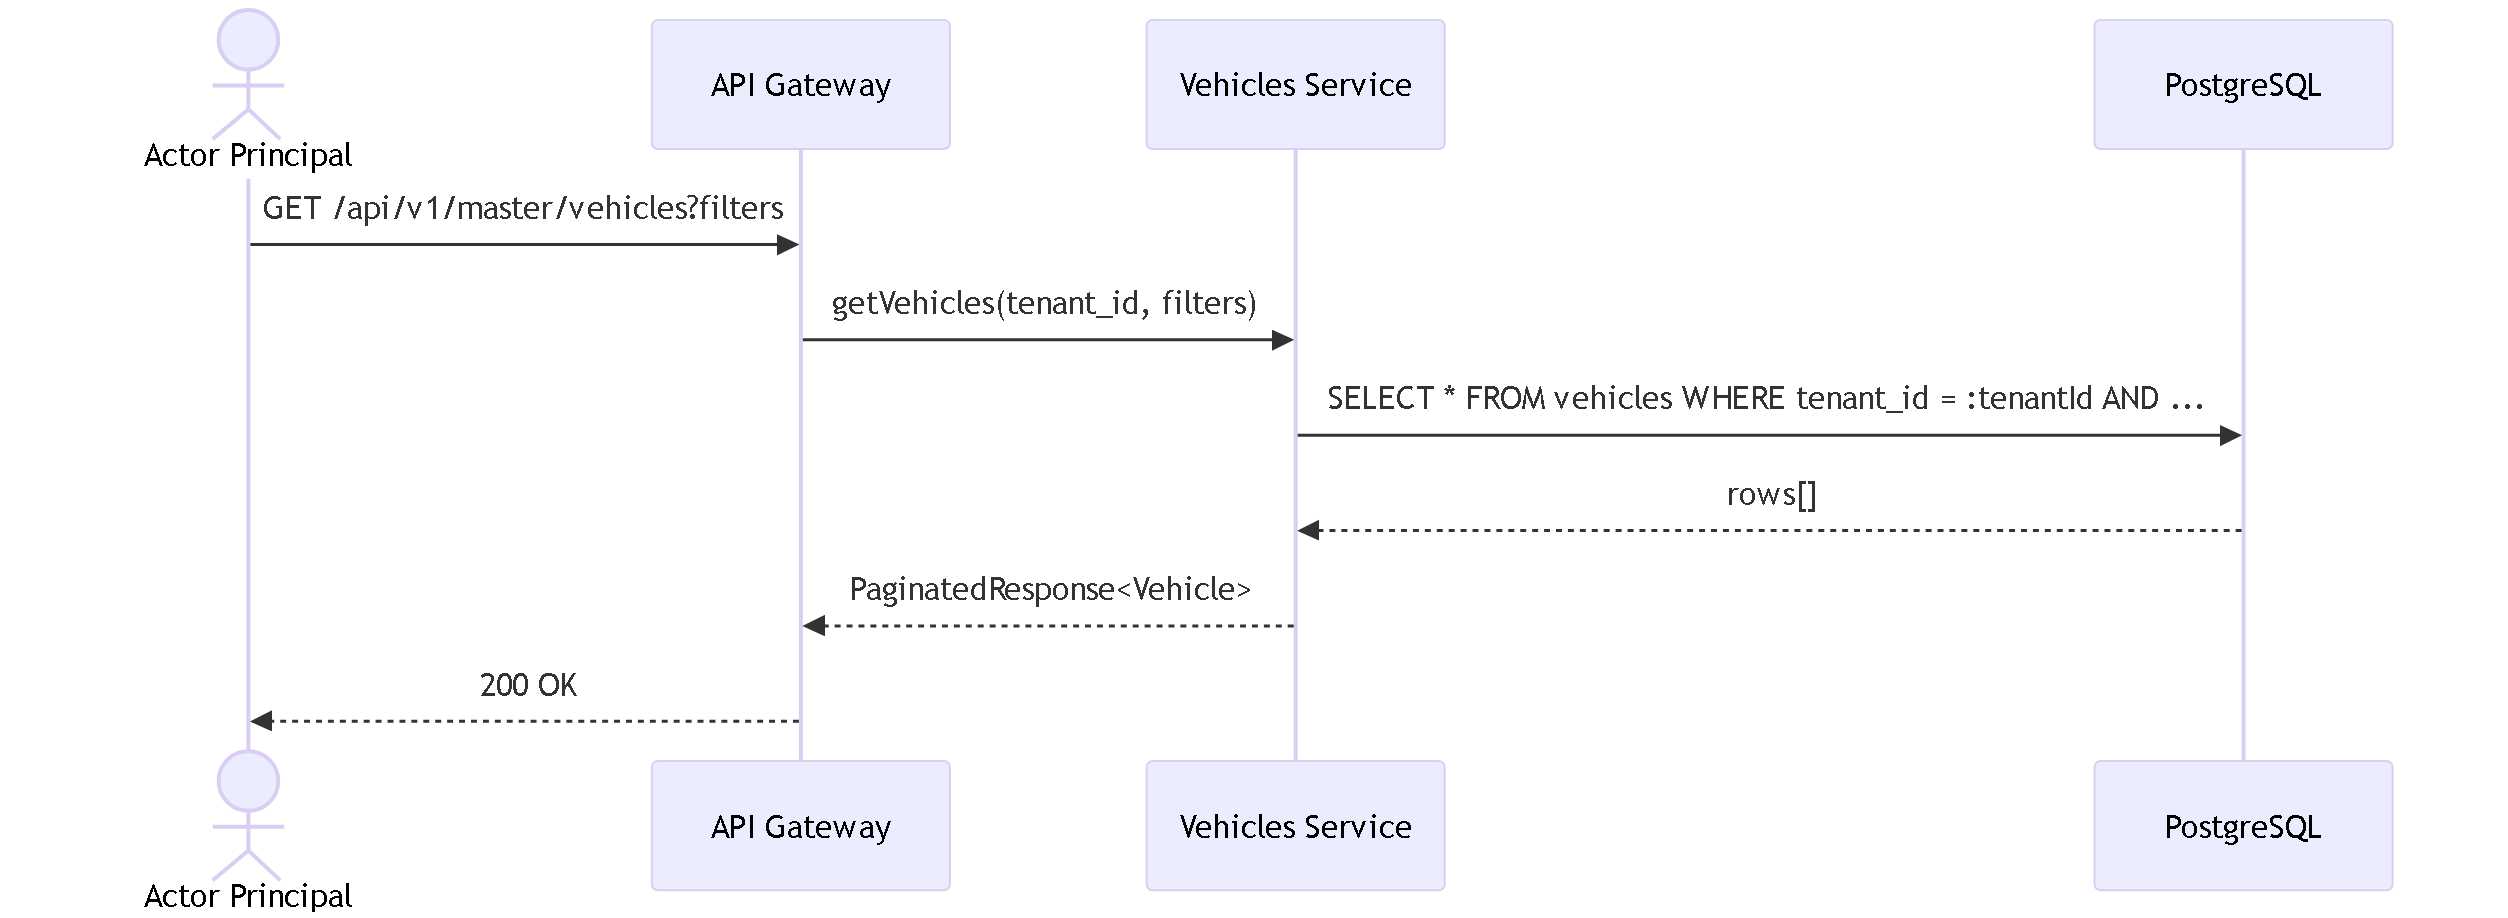 API Gateway
Vehicles Service
PostgreSQL
Actor Principal
GET /api/v1/master/vehicles?filters
getVehicles(tenant_id, filters)
SELECT * FROM vehicles WHERE tenant_id = :tenantId AND ...
rows[]
PaginatedResponse<Vehicle>
200 OK
API Gateway
Vehicles Service
PostgreSQL
Actor Principal